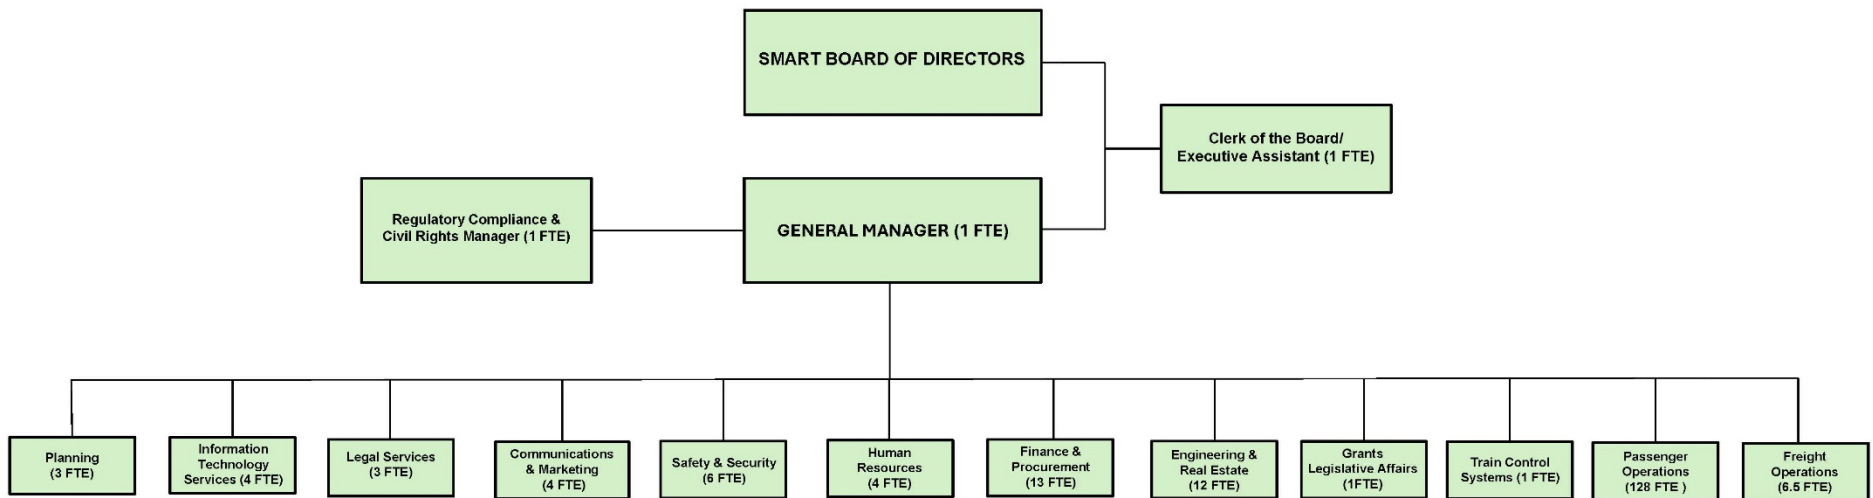 SMART BOARD OF DIRECTORS
Clerk of the Board/
Executive Assistant (1 FTE)
Regulatory Compliance &
Civil Rights Manager (1 FTE)
GENERAL MANAGER (1 FTE)
Planning
(3 FTE)
Information
Technology
Services (4 FTE)
Legal Services
(3 FTE)
Communications
& Marketing
(4 FTE)
Safety & Security
(6 FTE)
Human
Resources
(4 FTE)
Finance &
Procurement
(13 FTE)
Engineering &
Real Estate
(12 FTE)
Grants
Legislative Affairs
(1FTE)
Train Control
Systems (1 FTE)
Passenger
Operations
(128 FTE )
Freight
Operations
(6.5 FTE)